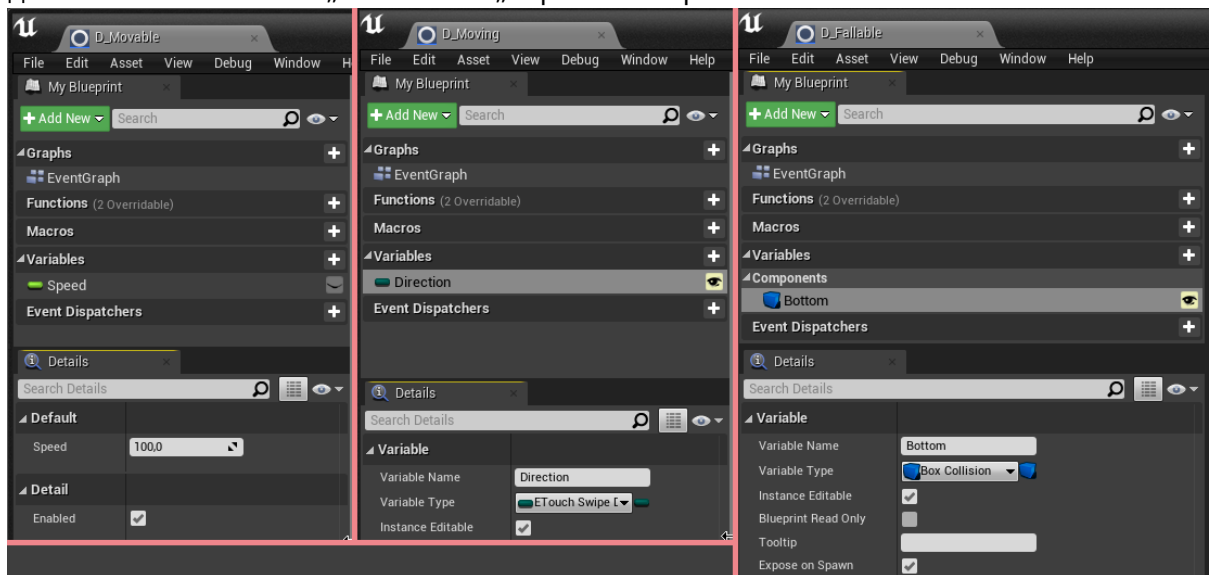 D_Movable
File Edit Asset View Debug Window H
My Blueprint
+ Add New Search
Graphs
EventGraph
Functions (2 Overridable)
Macros
Variables
Speed
Event Dispatchers
Details
Search Details
Default
Speed 100,0
Detail
Enabled
D_Moving
File Edit Asset View Debug Window Help
My Blueprint
+ Add New Search
Graphs
EventGraph
Functions (2 Overridable)
Macros
Variables
Direction
Event Dispatchers
Details
Search Details
Variable
Variable Name Direction
Variable Type ETouch Swipe
Instance Editable
D_Fallable
File Edit Asset View Debug Window Help
My Blueprint
+ Add New Search
Graphs
EventGraph
Functions (2 Overridable)
Macros
Variables
Components
Bottom
Event Dispatchers
Details
Search Details
Variable
Variable Name Bottom
Variable Type Box Collision
Instance Editable
Blueprint Read Only
Tooltip
Expose on Spawn